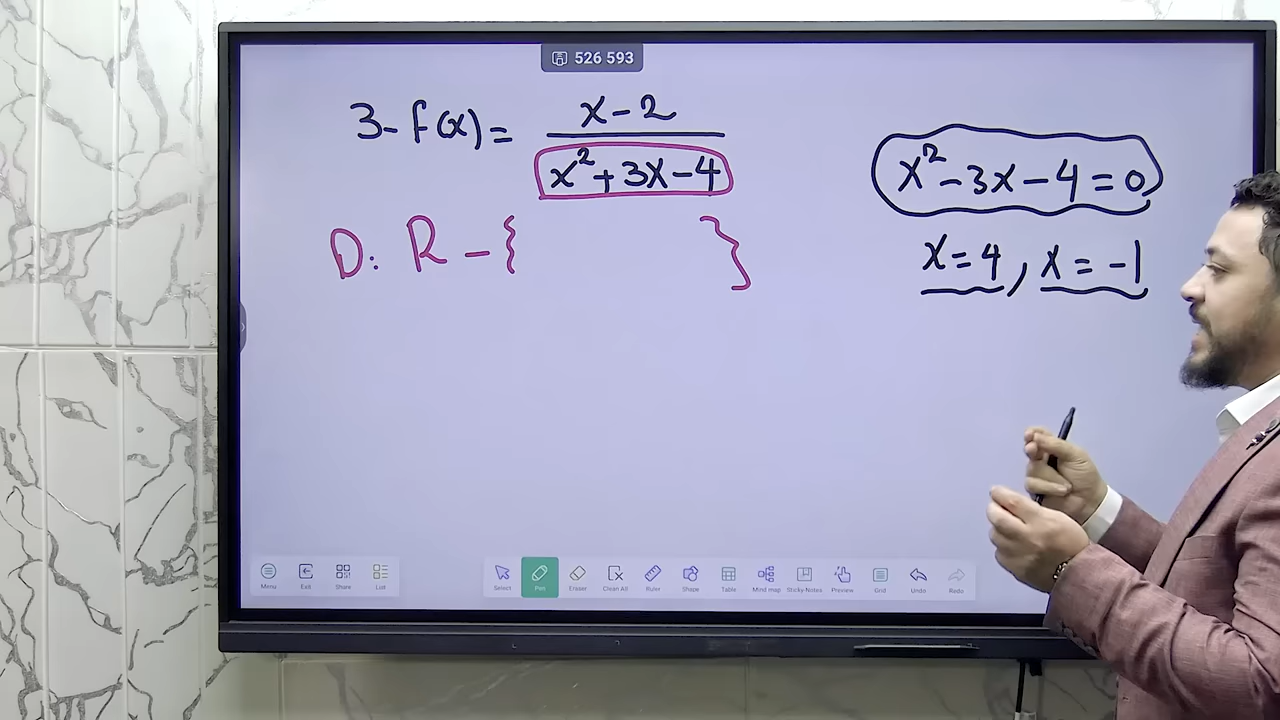 526 593
3- f(x) = x-2
x²+3x-4
x²-3x-4=0
D: R - { }
x=4, x=-1
Menu Exit Share List Select Pen Eraser Clean All Ruler Shape Table Mind map Sticky-Notes Preview Grid Undo Redo